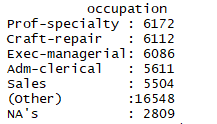 occupation
Prof-specialty : 6172
Craft-repair : 6112
Exec-managerial: 6086
Adm-clerical : 5611
Sales : 5504
(Other) :16548
NA's : 2809